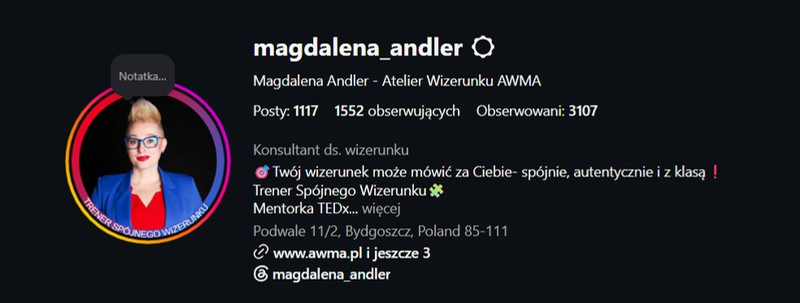 magdalena_andler
Magdalena Andler - Atelier Wizerunku AWMA
Posty: 1117 1552 obserwujących Obserwowani: 3107
Notatka...
TRENER SPÓJNEGO WIZERUNKU
Konsultant ds. wizerunku
🎯 Twój wizerunek może mówić za Ciebie- spójnie, autentycznie i z klasą❗
Trener Spójnego Wizerunku🧩
Mentorka TEDx... więcej
Podwale 11/2, Bydgoszcz, Poland 85-111
www.awma.pl i jeszcze 3
magdalena_andler